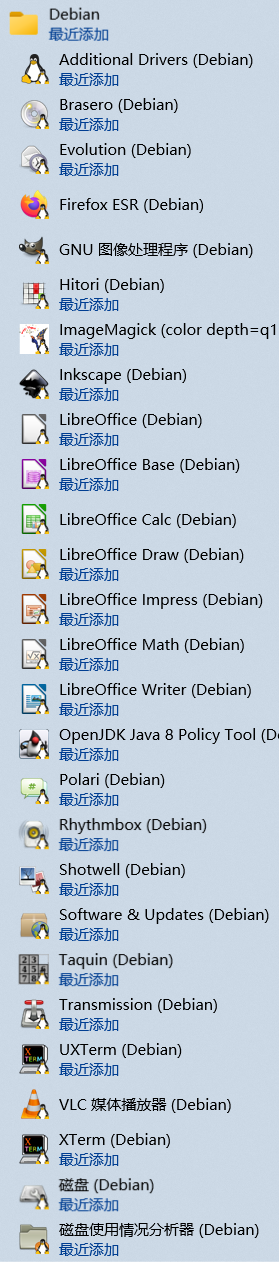 Debian
最近添加
Additional Drivers (Debian)
最近添加
Brasero (Debian)
最近添加
Evolution (Debian)
最近添加
Firefox ESR (Debian)
GNU 图像处理程序 (Debian)
Hitori (Debian)
最近添加
ImageMagick (color depth=q1
最近添加
Inkscape (Debian)
最近添加
LibreOffice (Debian)
最近添加
LibreOffice Base (Debian)
最近添加
LibreOffice Calc (Debian)
LibreOffice Draw (Debian)
最近添加
LibreOffice Impress (Debian)
最近添加
LibreOffice Math (Debian)
最近添加
LibreOffice Writer (Debian)
最近添加
OpenJDK Java 8 Policy Tool (De
最近添加
Polari (Debian)
最近添加
Rhythmbox (Debian)
最近添加
Shotwell (Debian)
最近添加
Software & Updates (Debian)
最近添加
Taquin (Debian)
最近添加
Transmission (Debian)
最近添加
UXTerm (Debian)
最近添加
VLC 媒体播放器 (Debian)
XTerm (Debian)
最近添加
磁盘 (Debian)
最近添加
磁盘使用情况分析器 (Debian)
最近添加